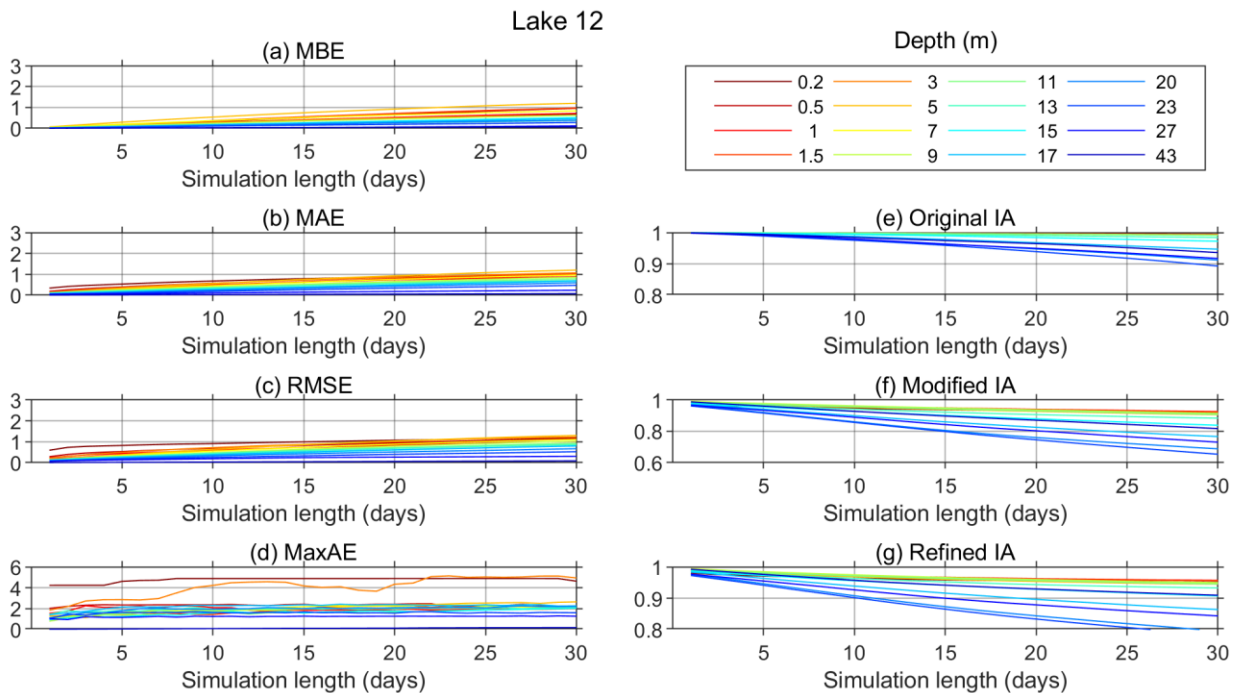 Lake 12
(a) MBE
3
2
1
0
5 10 15 20 25 30
Simulation length (days)
Depth (m)
0.2 3 11 20
0.5 5 13 23
1 7 15 27
1.5 9 17 43
(b) MAE
3
2
1
0
5 10 15 20 25 30
Simulation length (days)
(e) Original IA
1
0.9
0.8
5 10 15 20 25 30
Simulation length (days)
(c) RMSE
3
2
1
0
5 10 15 20 25 30
Simulation length (days)
(f) Modified IA
1
0.8
0.6
5 10 15 20 25 30
Simulation length (days)
(d) MaxAE
6
4
2
0
5 10 15 20 25 30
Simulation length (days)
(g) Refined IA
1
0.9
0.8
5 10 15 20 25 30
Simulation length (days)